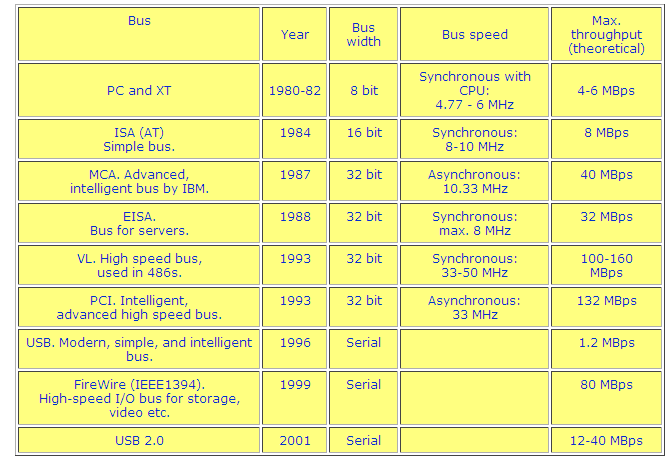 Bus Year Bus width Bus speed Max. throughput (theoretical)
PC and XT 1980-82 8 bit Synchronous with CPU: 4.77 - 6 MHz 4-6 MBps
ISA (AT) Simple bus. 1984 16 bit Synchronous: 8-10 MHz 8 MBps
MCA. Advanced, intelligent bus by IBM. 1987 32 bit Asynchronous: 10.33 MHz 40 MBps
EISA. Bus for servers. 1988 32 bit Synchronous: max. 8 MHz 32 MBps
VL. High speed bus, used in 486s. 1993 32 bit Synchronous: 33-50 MHz 100-160 MBps
PCI. Intelligent, advanced high speed bus. 1993 32 bit Asynchronous: 33 MHz 132 MBps
USB. Modern, simple, and intelligent bus. 1996 Serial 1.2 MBps
FireWire (IEEE1394). High-speed I/O bus for storage, video etc. 1999 Serial 80 MBps
USB 2.0 2001 Serial 12-40 MBps